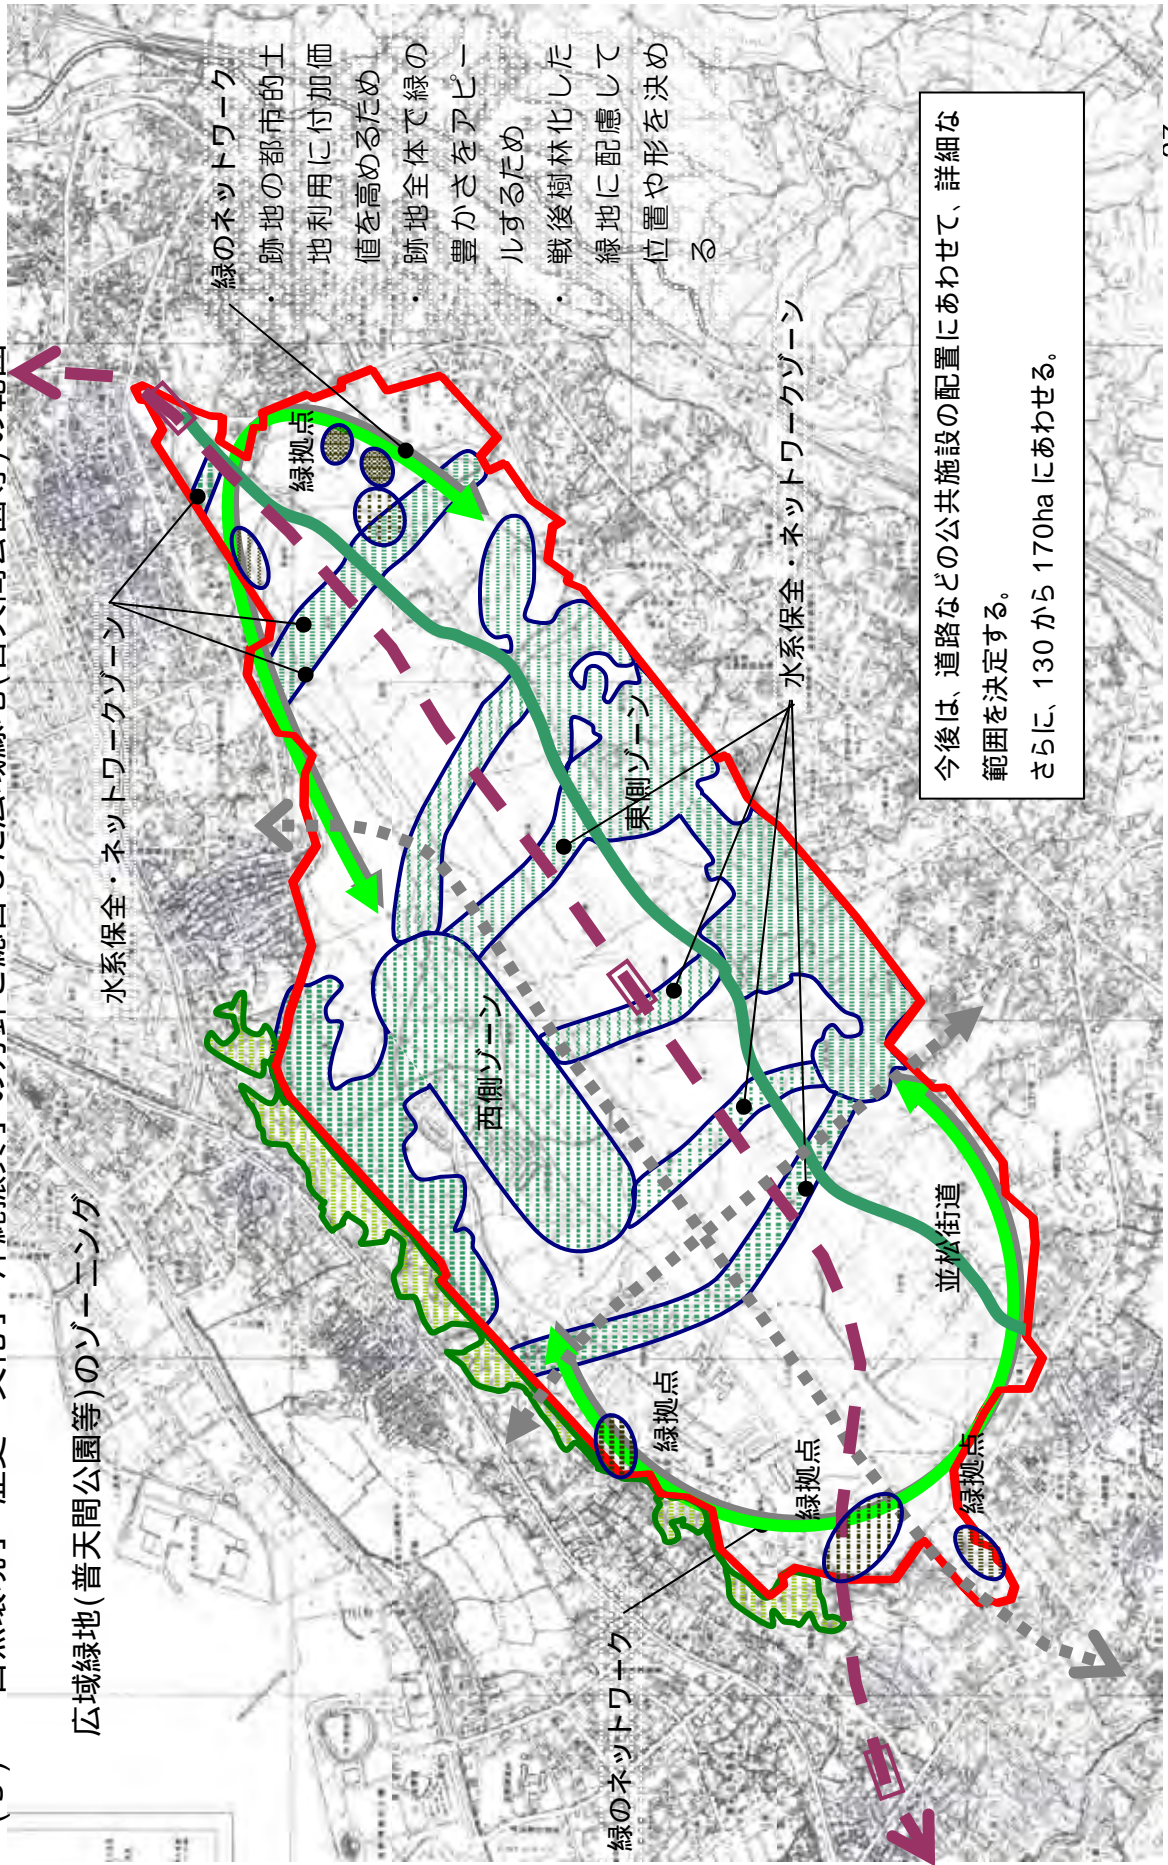 広域緑地(普天間公園等)のゾーニング
水系保全・ネットワークゾーン
緑のネットワーク
・跡地の都市的土
地利用に付加価
値を高めるため
・跡地全体で緑の
豊かさをアピー
ルするため
・戦後樹林化した
緑地に配慮して
位置や形を決め
る
緑拠点
西側ゾーン
東側ゾーン
水系保全・ネットワークゾーン
緑拠点
緑拠点
緑拠点
並松街道
緑のネットワーク
今後は、道路などの公共施設の配置にあわせて、詳細な
範囲を決定する。
さらに、130 から 170ha にあわせる。